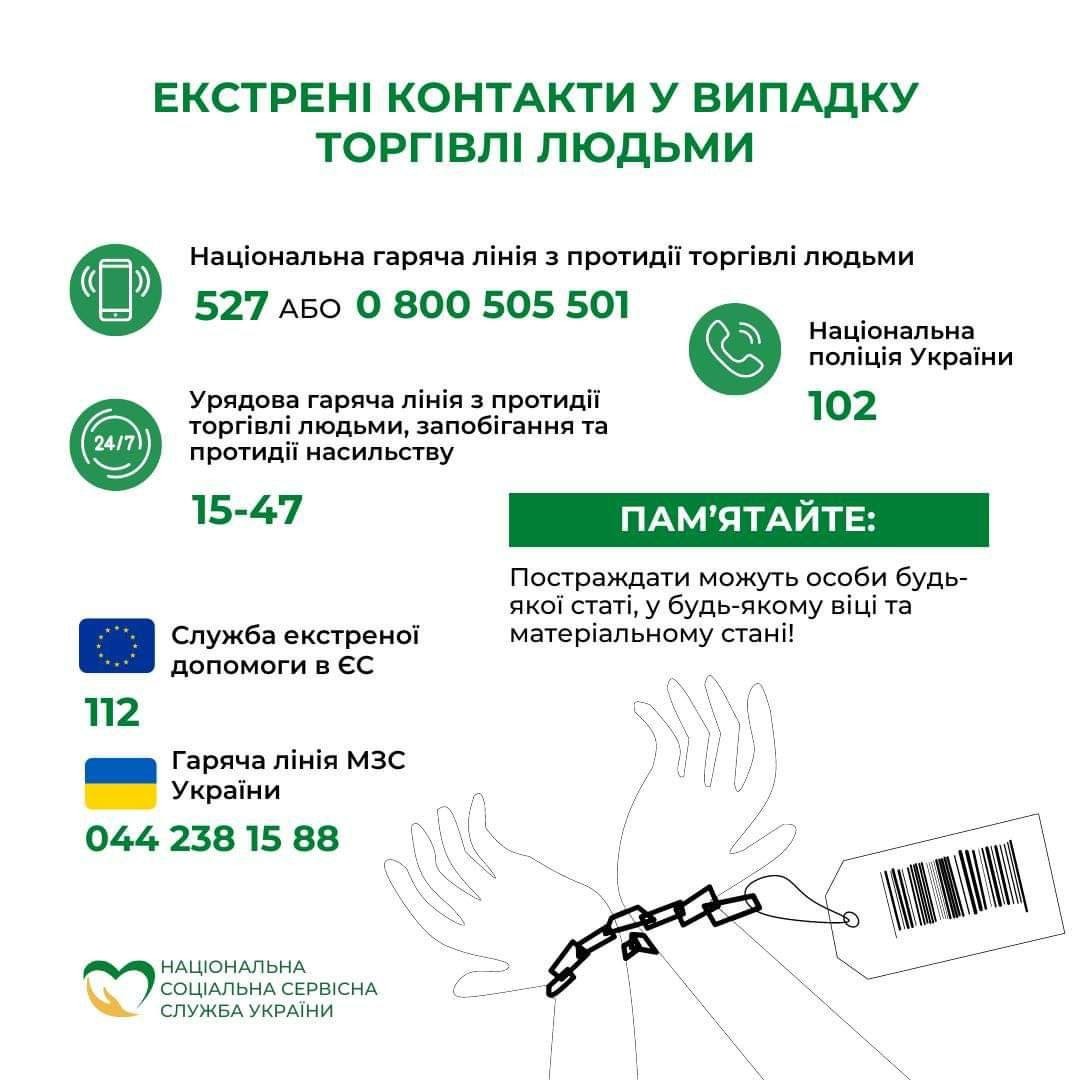 ЕКСТРЕНІ КОНТАКТИ У ВИПАДКУ
ТОРГІВЛІ ЛЮДЬМИ
Національна гаряча лінія з протидії торгівлі людьми
527 АБО 0 800 505 501
Національна
поліція України
102
24/7
Урядова гаряча лінія з протидії
торгівлі людьми, запобігання та
протидії насильству
15-47
ПАМ’ЯТАЙТЕ:
Постраждати можуть особи будь-
якої статі, у будь-якому віці та
матеріальному стані!
Служба екстреної
допомоги в ЄС
112
Гаряча лінія МЗС
України
044 238 15 88
НАЦІОНАЛЬНА
СОЦІАЛЬНА СЕРВІСНА
СЛУЖБА УКРАЇНИ